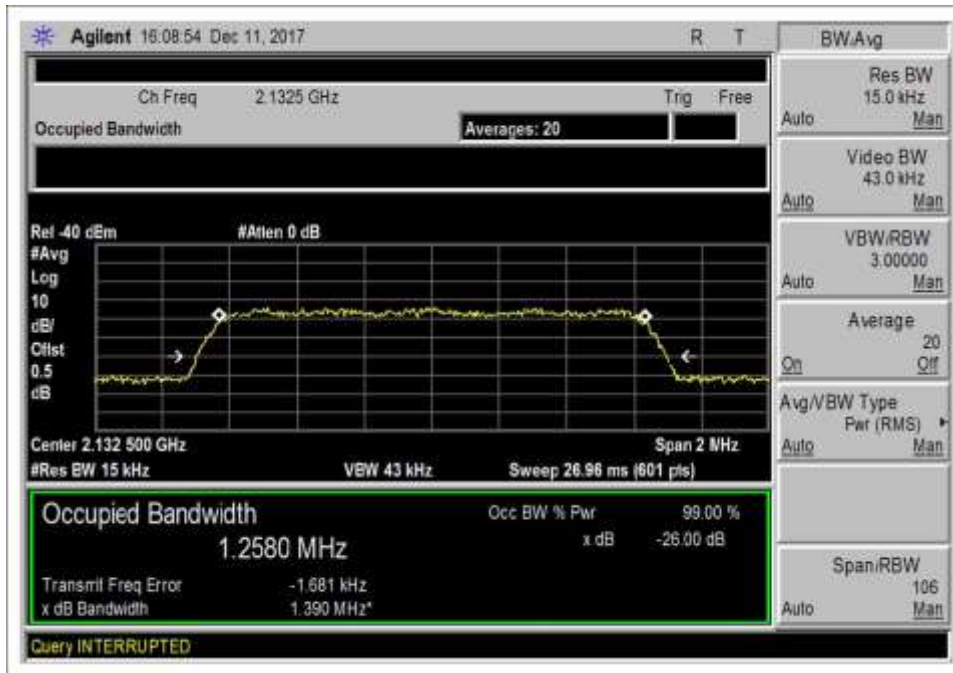 Agilent 16:08:54 Dec 11, 2017 R T
Ch Freq 2.1325 GHz Trig Free
Occupied Bandwidth Averages: 20
Ref -40 dBm #Atten 0 dB
#Avg
Log
10
dB/
Offst
0.5
dB
Center 2.132 500 GHz Span 2 MHz
#Res BW 15 kHz VBW 43 kHz Sweep 26.96 ms (601 pts)
Occupied Bandwidth Occ BW % Pwr 99.00 %
1.2580 MHz x dB -26.00 dB
Transmit Freq Error -1.681 kHz
x dB Bandwidth 1.390 MHz*
Query INTERRUPTED
BW/Avg
Res BW
15.0 kHz
Auto Man
Video BW
43.0 kHz
Auto Man
VBW/RBW
3.00000
Auto Man
Average
20
On Off
Avg/VBW Type
Pwr (RMS)
Auto Man
Span/RBW
106
Auto Man